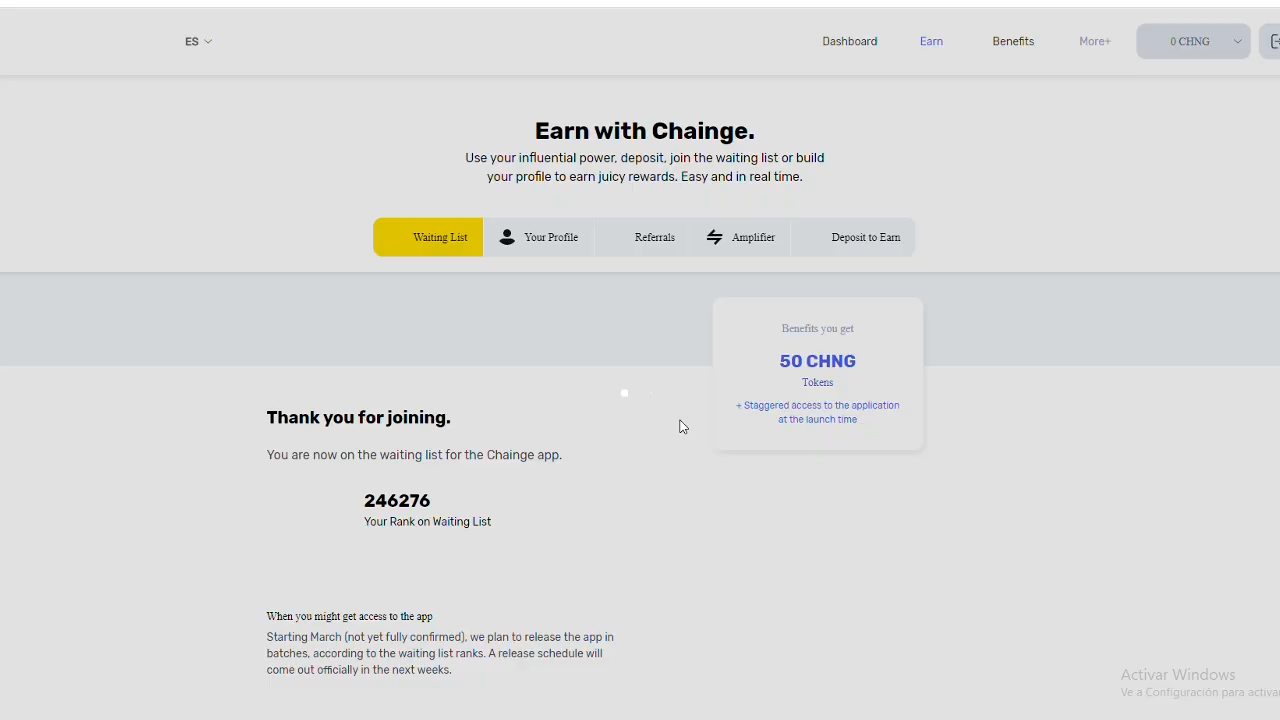 ES
Dashboard
Earn
Benefits
More+
0 CHNG
Earn with Chainge.
Use your influential power, deposit, join the waiting list or build
your profile to earn juicy rewards. Easy and in real time.
Waiting List
Your Profile
Referrals
Amplifier
Deposit to Earn
Benefits you get
50 CHNG
Tokens
+ Staggered access to the application
at the launch time
Thank you for joining.
You are now on the waiting list for the Chainge app.
246276
Your Rank on Waiting List
When you might get access to the app
Starting March (not yet fully confirmed), we plan to release the app in
batches, according to the waiting list ranks. A release schedule will
come out officially in the next weeks.
Activar Windows
Ve a Configuración para activar